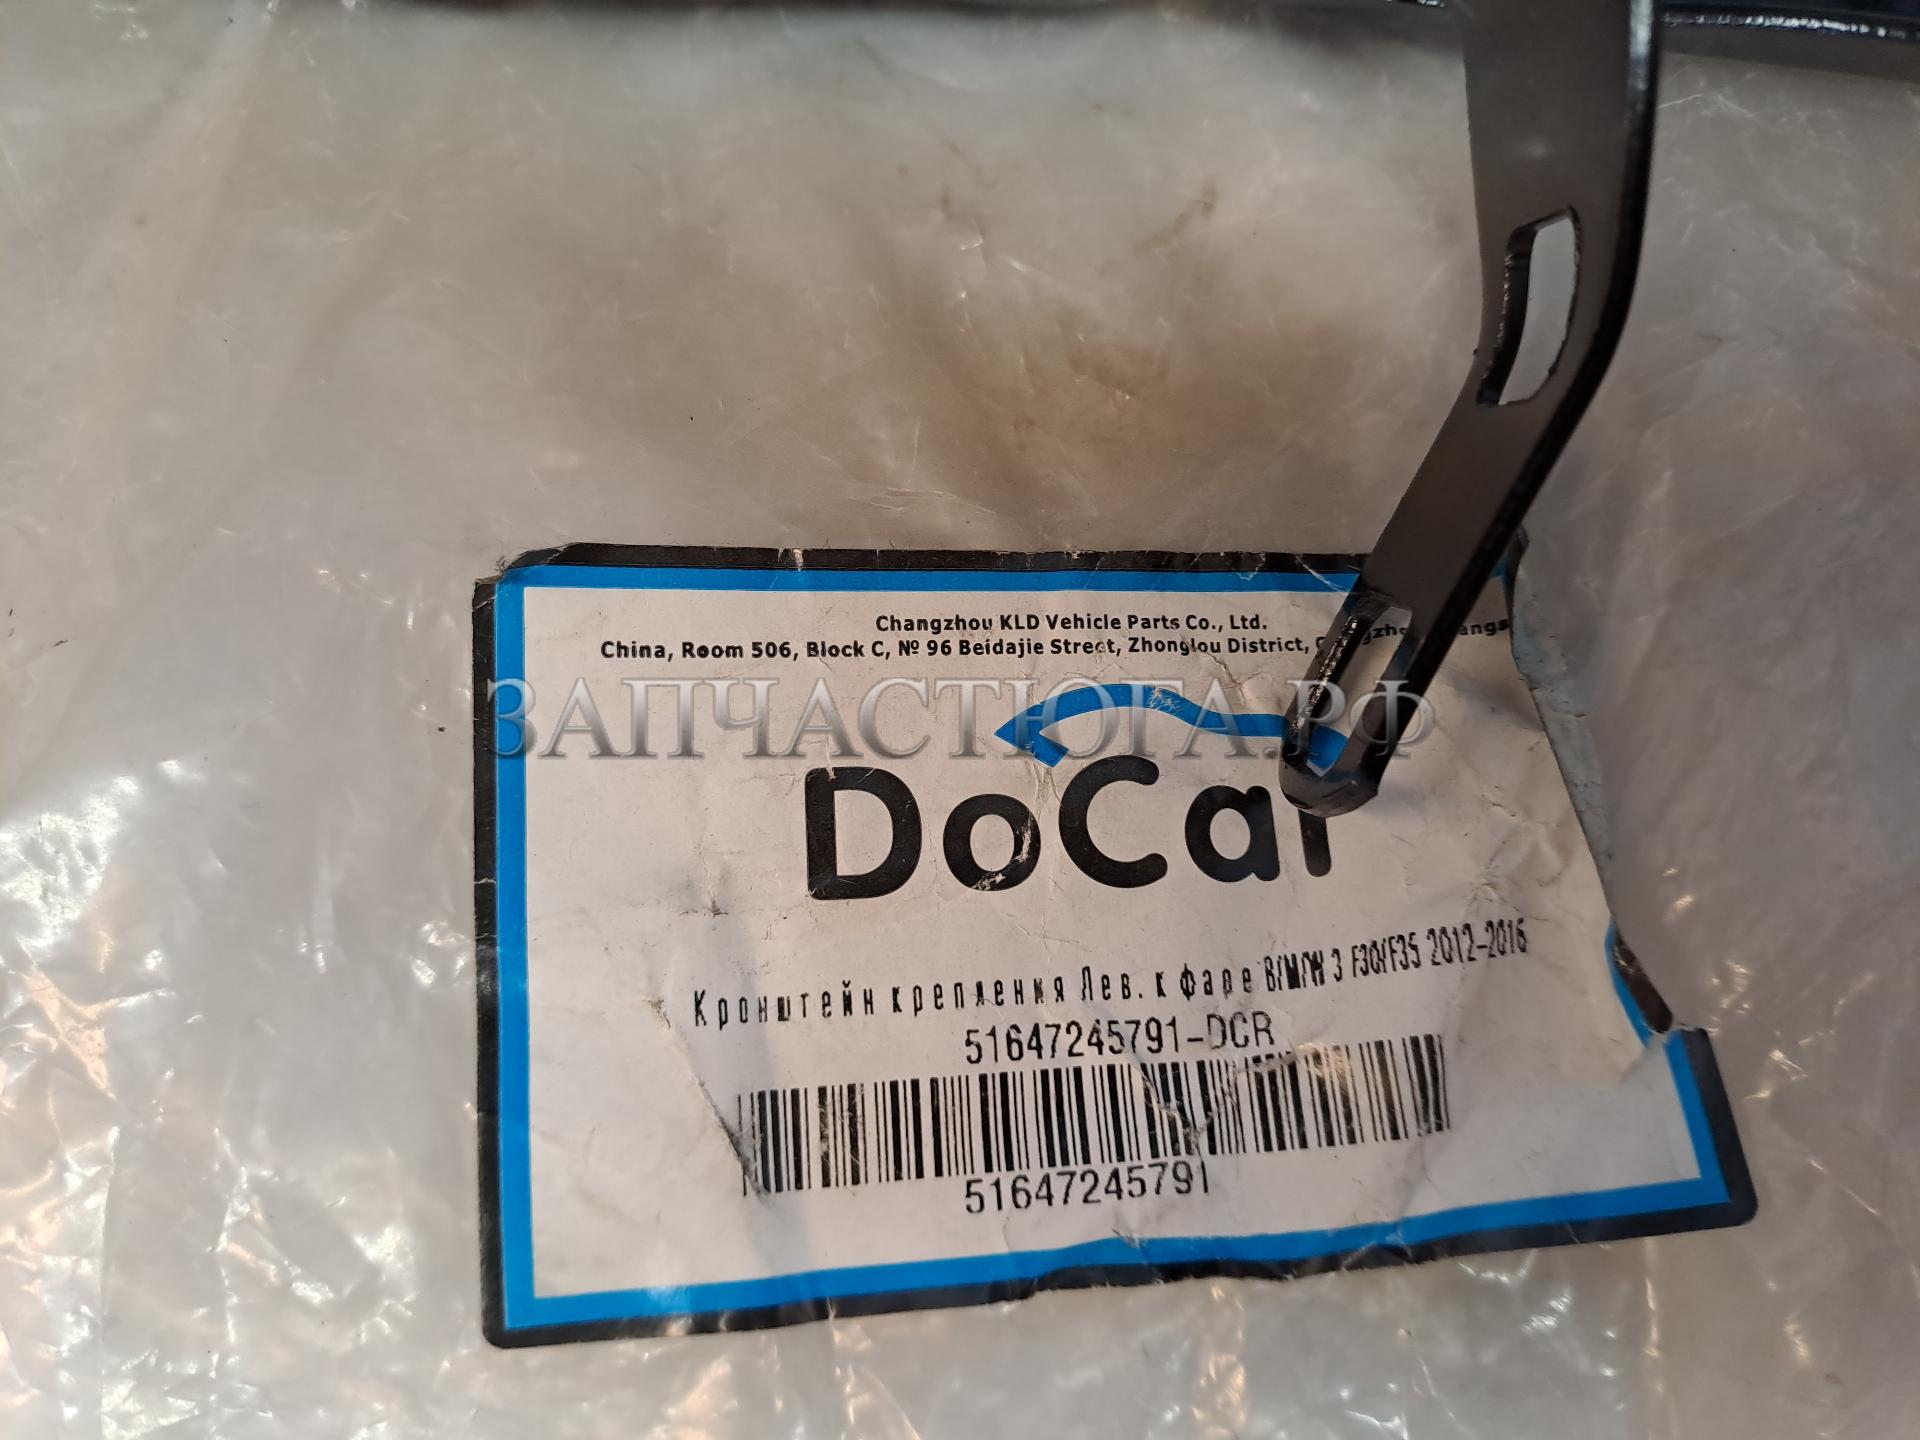 Changzhou KLD Vehicle Parts Co., Ltd.
China, Room 506, Block C, № 96 Beidajie Street, Zhonglou District,
ЗАПЧАСТЮГА.РФ
DoCar
Кронштейн крепления Лев. к фаре B/M/W 3 F30/F35 2012-2016
51647245791-DCR
51647245791